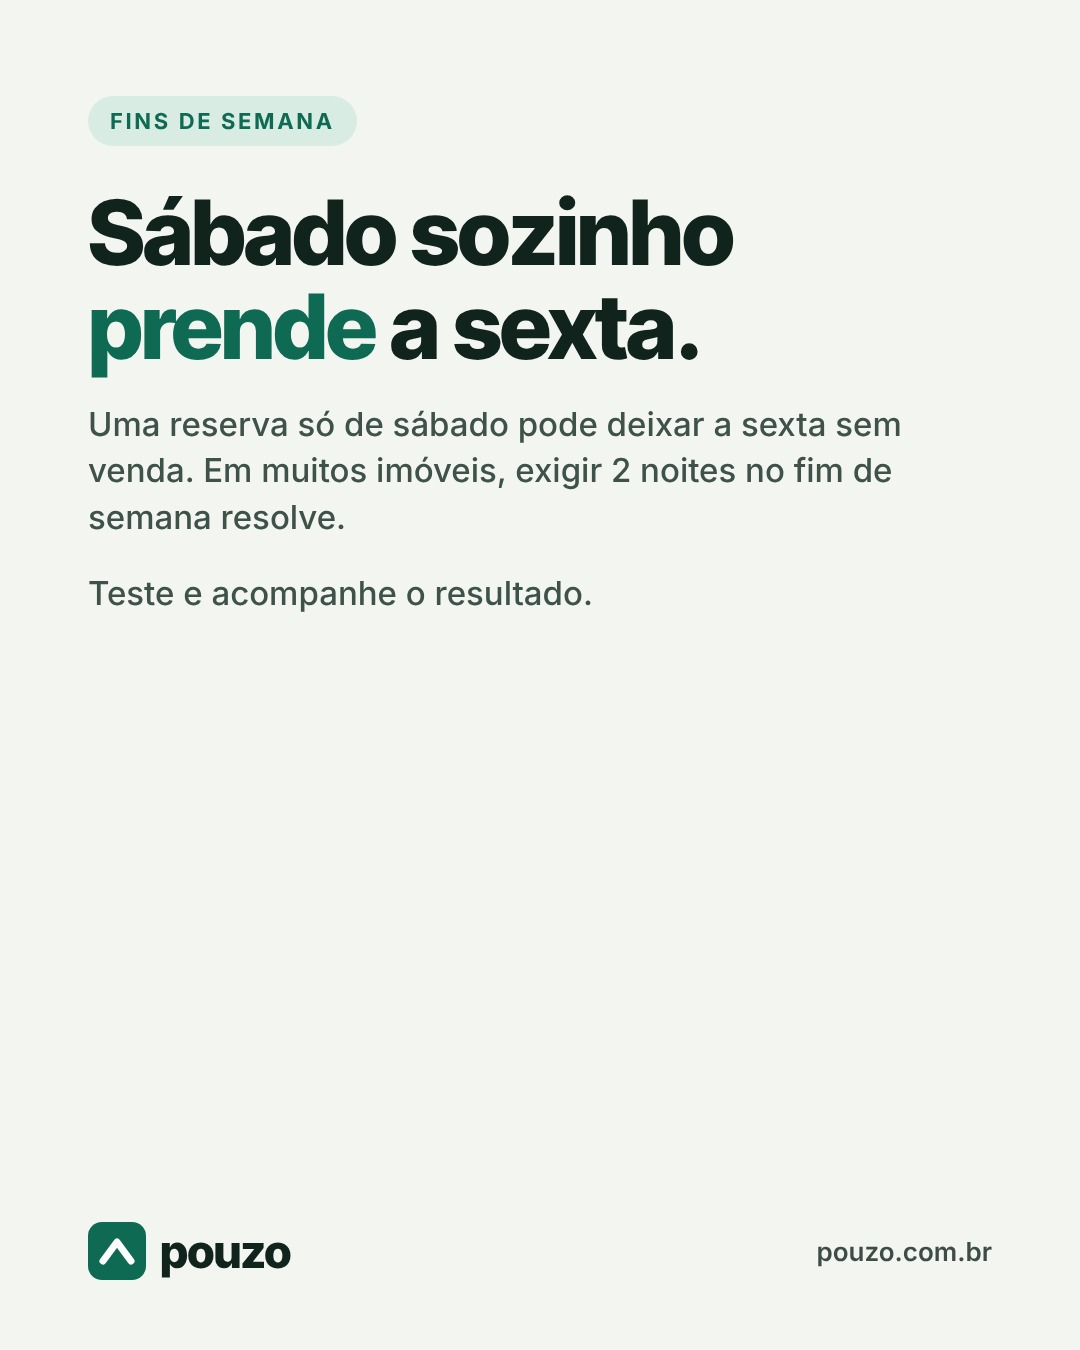 FINS DE SEMANA
Sábado sozinho
prende a sexta.
Uma reserva só de sábado pode deixar a sexta sem
venda. Em muitos imóveis, exigir 2 noites no fim de
semana resolve.
Teste e acompanhe o resultado.
pouzo
pouzo.com.br